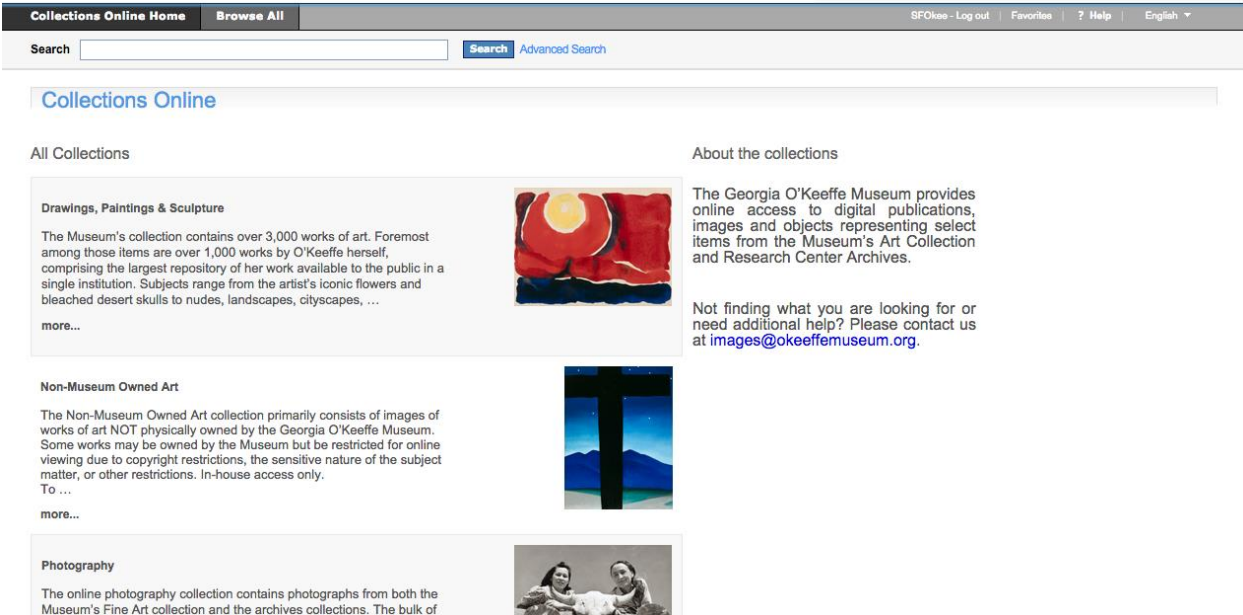 Collections Online Home Browse All SFOkee - Log out | Favorites | ? Help | English
Search Search Advanced Search
Collections Online
All Collections
Drawings, Paintings & Sculpture
The Museum's collection contains over 3,000 works of art. Foremost
among those items are over 1,000 works by O'Keeffe herself,
comprising the largest repository of her work available to the public in a
single institution. Subjects range from the artist's iconic flowers and
bleached desert skulls to nudes, landscapes, cityscapes, …
more...
Non-Museum Owned Art
The Non-Museum Owned Art collection primarily consists of images of
works of art NOT physically owned by the Georgia O'Keeffe Museum.
Some works may be owned by the Museum but be restricted for online
viewing due to copyright restrictions, the sensitive nature of the subject
matter, or other restrictions. In-house access only.
To …
more...
Photography
The online photography collection contains photographs from both the
Museum's Fine Art collection and the archives collections. The bulk of
About the collections
The Georgia O'Keeffe Museum provides
online access to digital publications,
images and objects representing select
items from the Museum's Art Collection
and Research Center Archives.
Not finding what you are looking for or
need additional help? Please contact us
at images@okeeffemuseum.org.